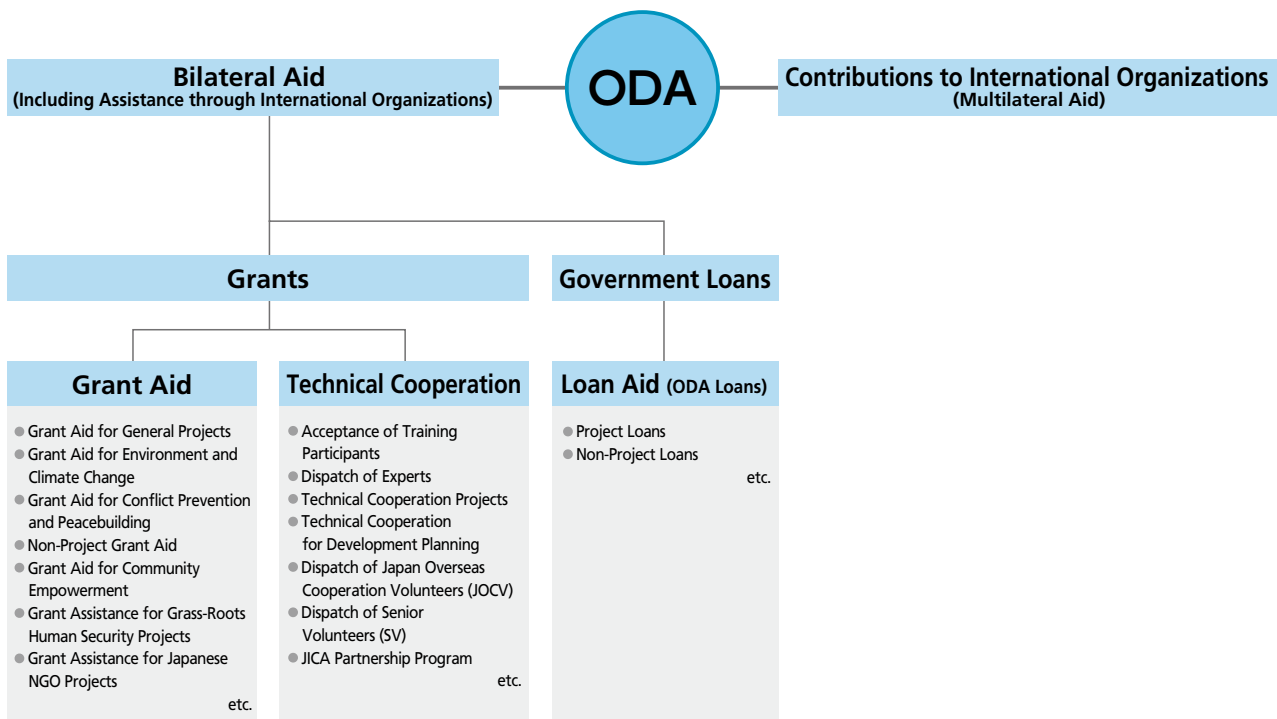 Bilateral Aid
(Including Assistance through International Organizations)
ODA
Contributions to International Organizations
(Multilateral Aid)
Grants
Government Loans
Grant Aid
● Grant Aid for General Projects
● Grant Aid for Environment and
Climate Change
● Grant Aid for Conflict Prevention
and Peacebuilding
● Non-Project Grant Aid
● Grant Aid for Community
Empowerment
● Grant Assistance for Grass-Roots
Human Security Projects
● Grant Assistance for Japanese
NGO Projects
etc.
Technical Cooperation
● Acceptance of Training
Participants
● Dispatch of Experts
● Technical Cooperation Projects
● Technical Cooperation
for Development Planning
● Dispatch of Japan Overseas
Cooperation Volunteers (JOCV)
● Dispatch of Senior
Volunteers (SV)
● JICA Partnership Program
etc.
Loan Aid (ODA Loans)
● Project Loans
● Non-Project Loans
etc.